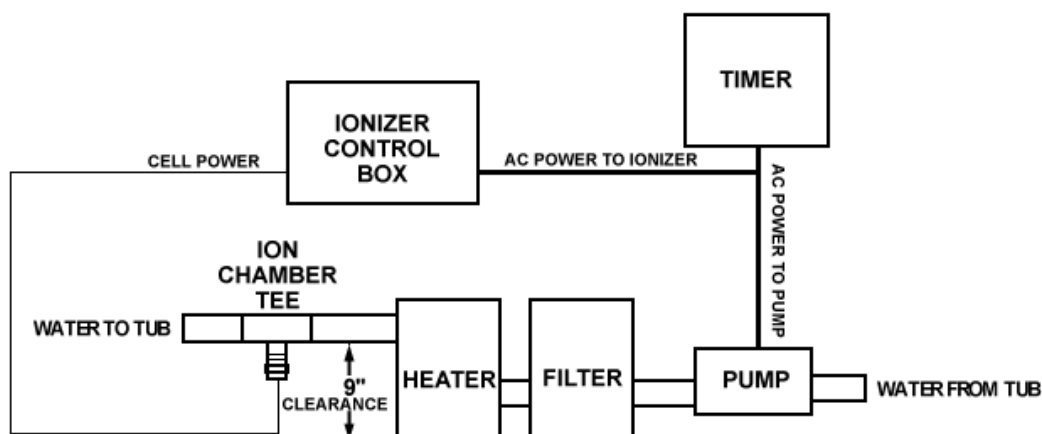 TIMER
IONIZER
CONTROL
BOX
CELL POWER
AC POWER TO IONIZER
AC POWER TO PUMP
ION
CHAMBER
TEE
WATER TO TUB
9"
CLEARANCE
HEATER
FILTER
PUMP
WATER FROM TUB